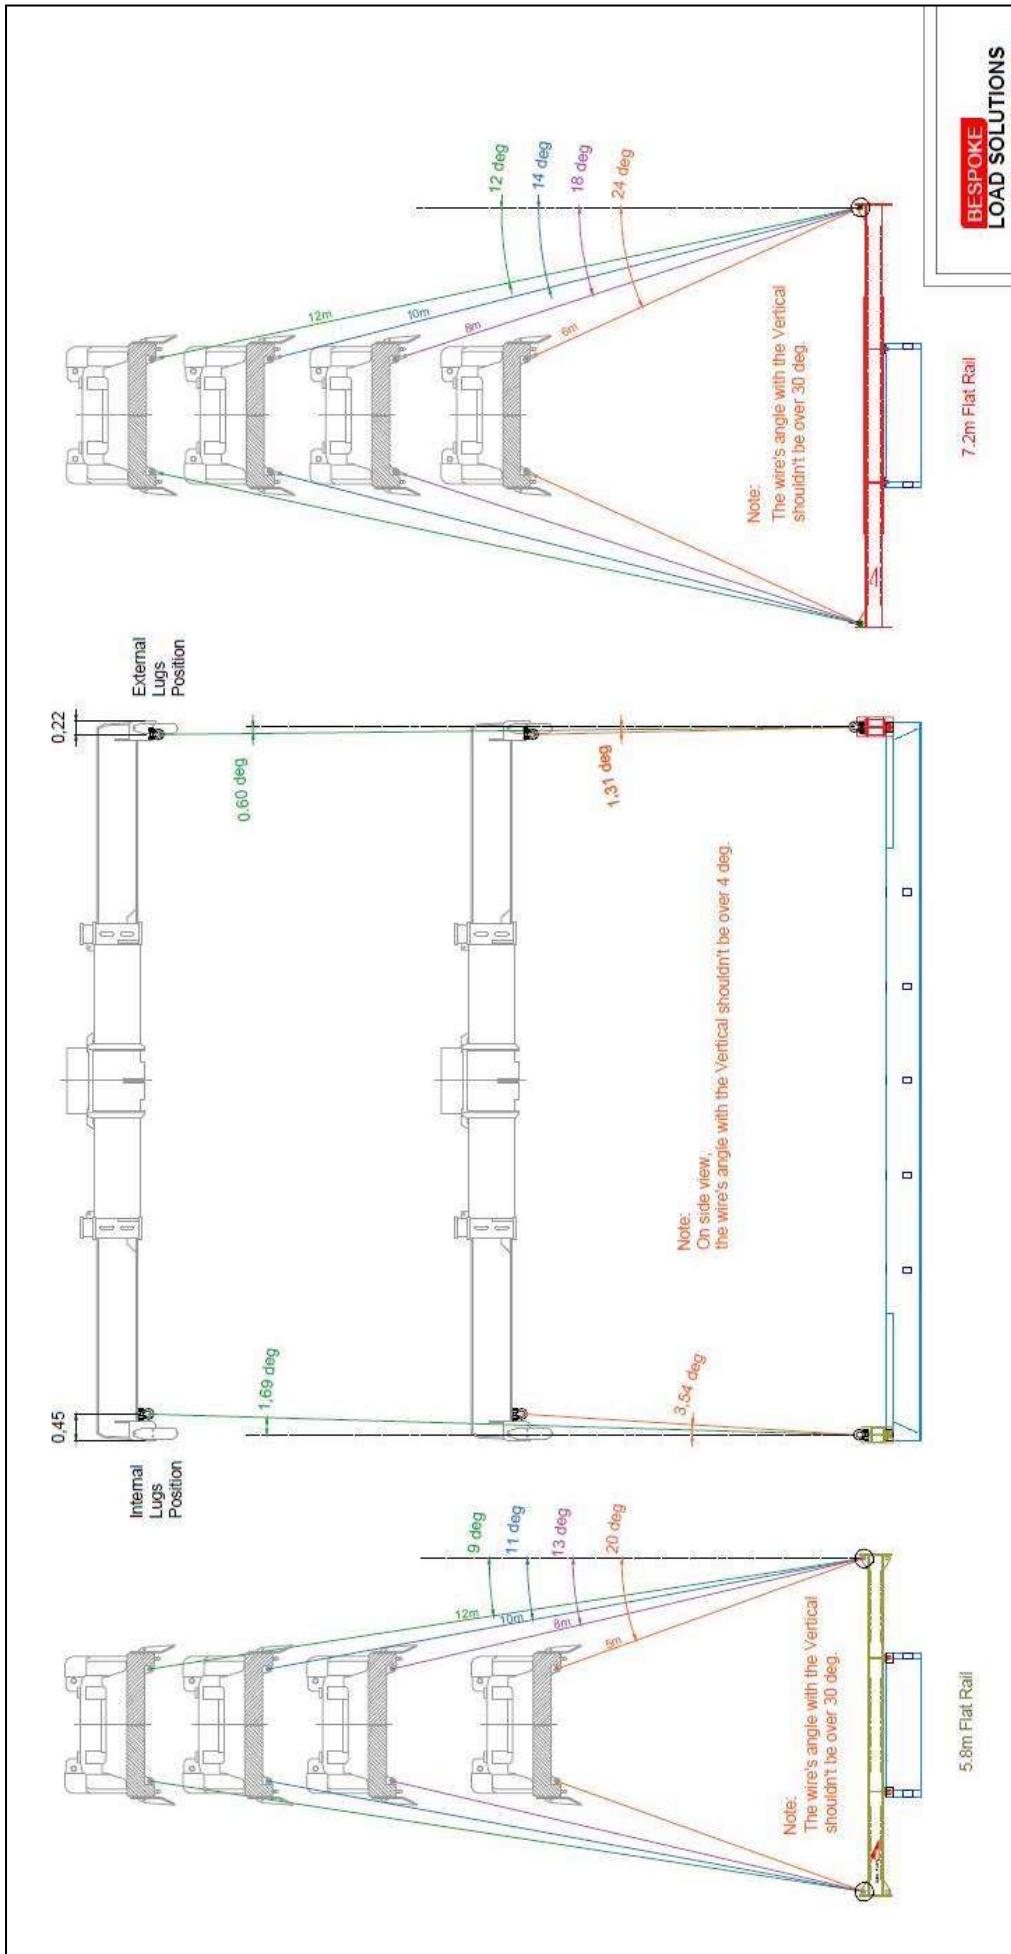 Internal
Lugs
Position
0,45
1,69 deg
3,54 deg
External
Lugs
Position
0,22
0.60 deg
1,31 deg
Note:
On side view,
the wire's angle with the Vertical shouldn't be over 4 deg.
9 deg
11 deg
13 deg
20 deg
12m
10m
8m
5m
Note:
The wire's angle with the Vertical
shouldn't be over 30 deg.
5.8m Flat Rail
12 deg
14 deg
18 deg
24 deg
12m
10m
8m
6m
Note:
The wire's angle with the Vertical
shouldn't be over 30 deg.
7.2m Flat Rail
BESPOKE
LOAD SOLUTIONS